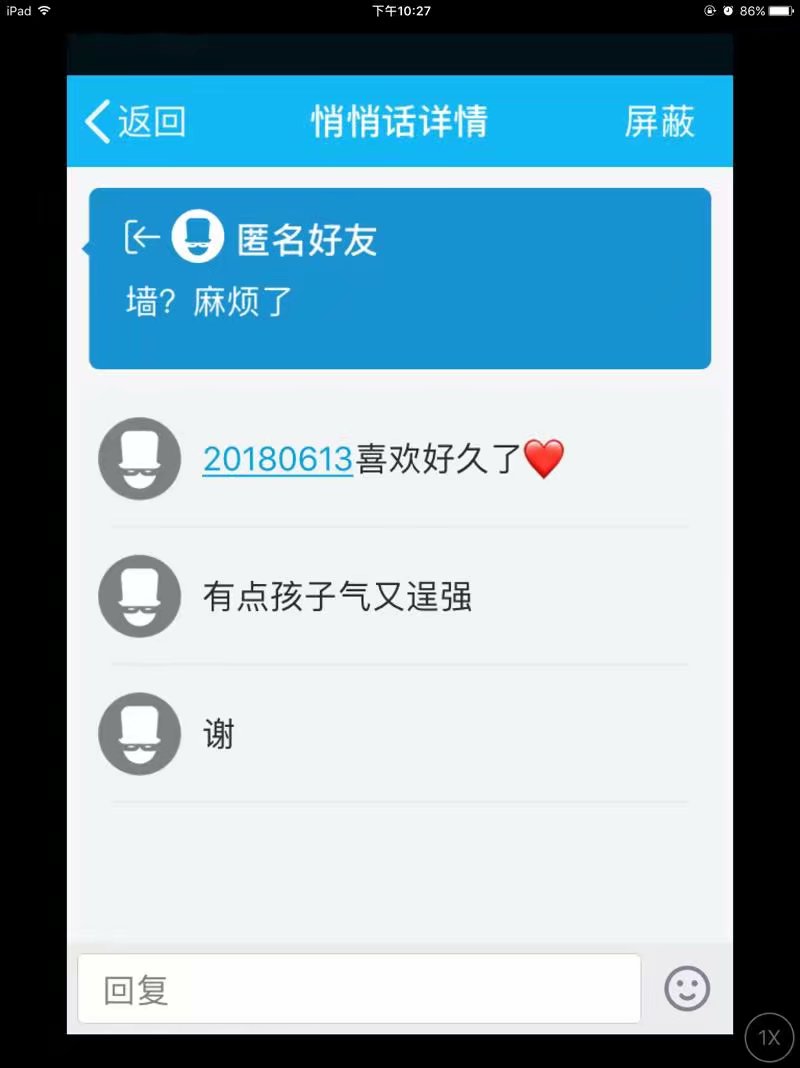 iPad 下午10:27 86%
返回 悄悄话详情 屏蔽
匿名好友
墙？麻烦了
20180613喜欢好久了❤️
有点孩子气又逞强
谢
回复
1X